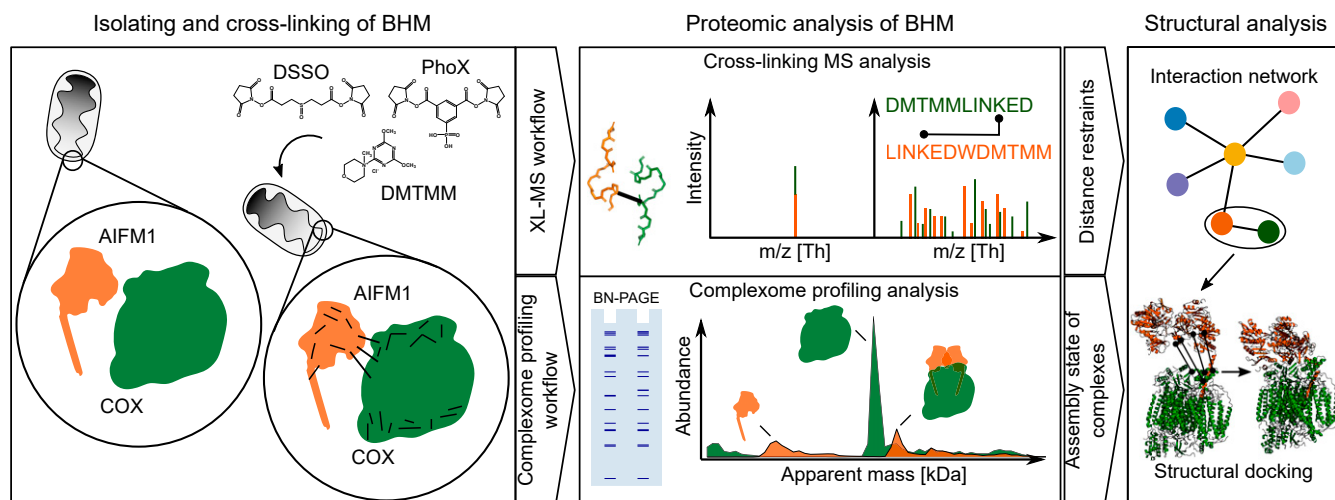 Isolating and cross-linking of BHM
Proteomic analysis of BHM
Structural analysis
DSSO
PhoX
DMTMM
AIFM1
COX
AIFM1
COX
XL-MS workflow
Complexome profiling
workflow
Cross-linking MS analysis
Intensity
m/z [Th]
DMTMMLINKED
LINKEDWDMTMM
m/z [Th]
Complexome profiling analysis
BN-PAGE
Abundance
Apparent mass [kDa]
Distance restraints
Assembly state of
complexes
Interaction network
Structural docking